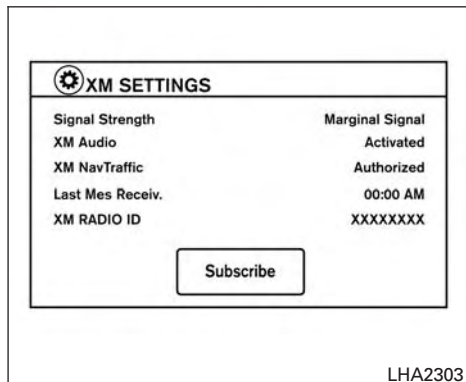 XM SETTINGS
Signal Strength Marginal Signal
XM Audio Activated
XM NavTraffic Authorized
Last Mes Receiv. 00:00 AM
XM RADIO ID XXXXXXXX
Subscribe
LHA2303